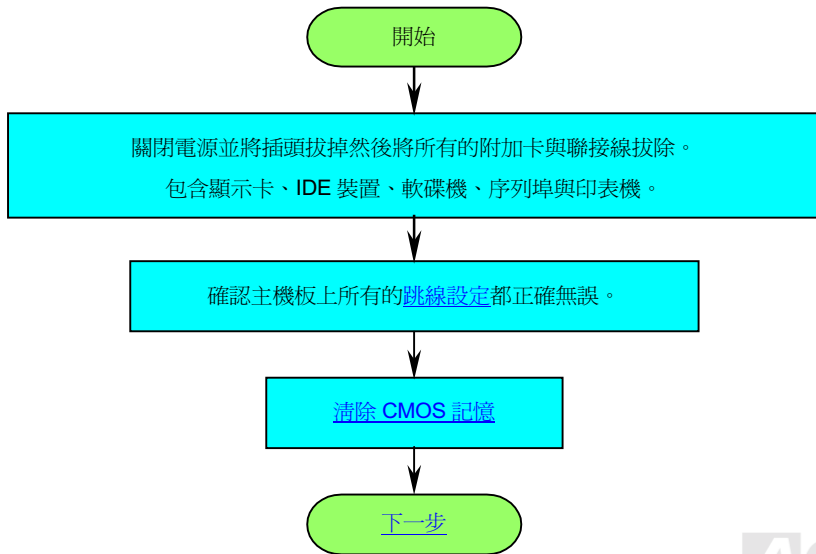 開始
關閉電源並將插頭拔掉然後將所有的附加卡與聯接線拔除。
包含顯示卡、IDE 裝置、軟碟機、序列埠與印表機。
確認主機板上所有的跳線設定都正確無誤。
清除 CMOS 記憶
下一步